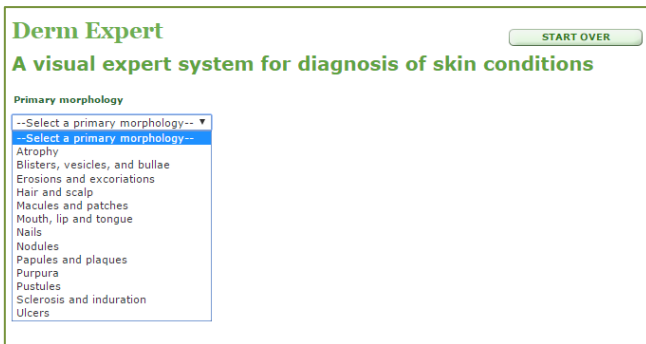 Derm Expert
START OVER
A visual expert system for diagnosis of skin conditions
Primary morphology
--Select a primary morphology--
--Select a primary morphology--
Atrophy
Blisters, vesicles, and bullae
Erosions and excoriations
Hair and scalp
Macules and patches
Mouth, lip and tongue
Nails
Nodules
Papules and plaques
Purpura
Pustules
Sclerosis and induration
Ulcers